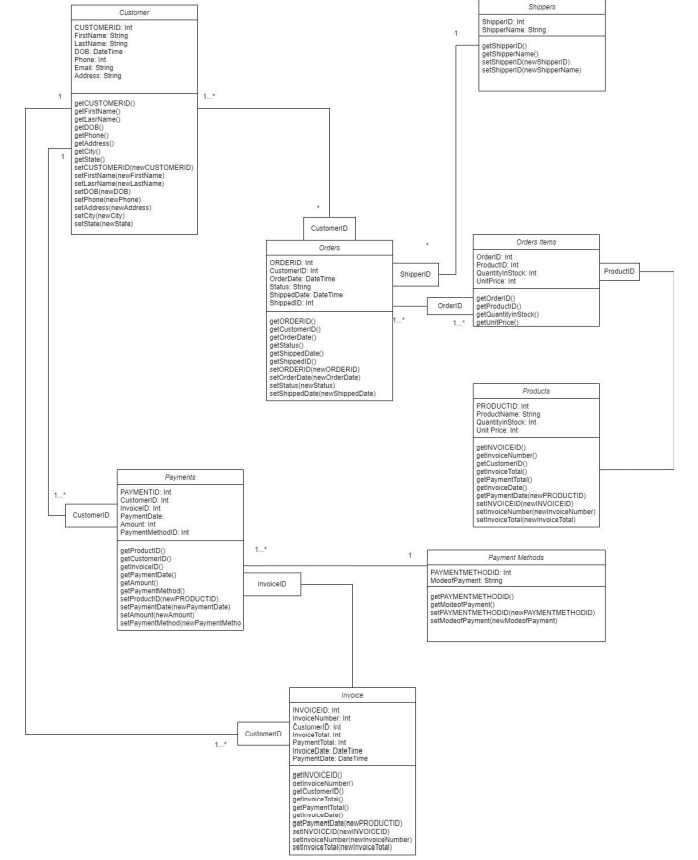 Customer
CUSTOMERID: Int
FirstName: String
LastName: String
DOB: DateTime
Phone: Int
Email: String
Address: String
getCUSTOMERID()
getFirstName()
getLasrName()
getDOB()
getPhone()
getAddress()
getCity()
getState()
setCUSTOMERID(newCUSTOMERID)
setFirstName(newFirstName)
setLasrName(newLastName)
setDOB(newDOB)
setPhone(newPhone)
setAddress(newAddress)
setCity(newCity)
setState(newState)
1
1
1...*
Shippers
ShipperID: Int
ShipperName: String
getShipperID()
getShipperName()
setShipperID(newShipperID)
setShipperID(newShipperName)
1
*
CustomerID
Orders
ORDERID: Int
CustomerID: Int
OrderDate: DateTime
Status: String
ShippedDate: DateTime
ShippedID: Int
getORDERID()
getCustomerID()
getOrderDate()
getStatus()
getShippedDate()
getShippedID()
setORDERID(newORDERID)
setOrderDate(newOrderDate)
setStatus(newStatus)
setShippedDate(newShippedDate)
*
ShipperID
OrderID
1...*
1...*
Orders Items
OrderID: Int
ProductID: Int
QuantityInStock: Int
UnitPrice: Int
getOrderID()
getProductID()
getQuantityinStock()
getUnitPrice()
ProductID
Products
PRODUCTID: Int
ProductName: String
QuantityinStock: Int
Unit Price: Int
getINVOICEID()
getInvoiceNumber()
getCustomerID()
getInvoiceTotal()
getPaymentTotal()
getInvoiceDate()
getPaymentDate(newPRODUCTID)
setINVOICEID(newINVOICEID)
setInvoiceNumber(newInvoiceNumber)
setInvoiceTotal(newInvoiceTotal)
1...*
CustomerID
Payments
PAYMENTID: Int
CustomerID: Int
InvoiceID: Int
PaymentDate:
Amount: Int
PaymentMethodID: Int
getProductID()
getCustomerID()
getInvoiceID()
getPaymentDate()
getAmount()
getPaymentMethod()
setProductID(newPRODUCTID)
setPaymentDate(newPaymentDate)
setAmount(newAmount)
setPaymentMethod(newPaymentMetho
1...*
1
InvoiceID
Payment Methods
PAYMENTMETHODID: Int
ModeofPayment: String
getPAYMENTMETHODID()
getModeofPayment()
setPAYMENTMETHODID(newPAYMENTMETHODID)
setModeofPayment(newModeofPayment)
1...*
CustomerID
Invoice
INVOICEID: Int
InvoiceNumber: Int
CustomerID: Int
InvoiceTotal: Int
PaymentTotal: Int
InvoiceDate: DateTime
PaymentDate: DateTime
getINVOICEID()
getInvoiceNumber()
getCustomerID()
getInvoiceTotal()
getPaymentTotal()
getInvoiceDate()
getPaymentDate(newPRODUCTID)
setINVOICEID(newINVOICEID)
setInvoiceNumber(newInvoiceNumber)
setInvoiceTotal(newInvoiceTotal)